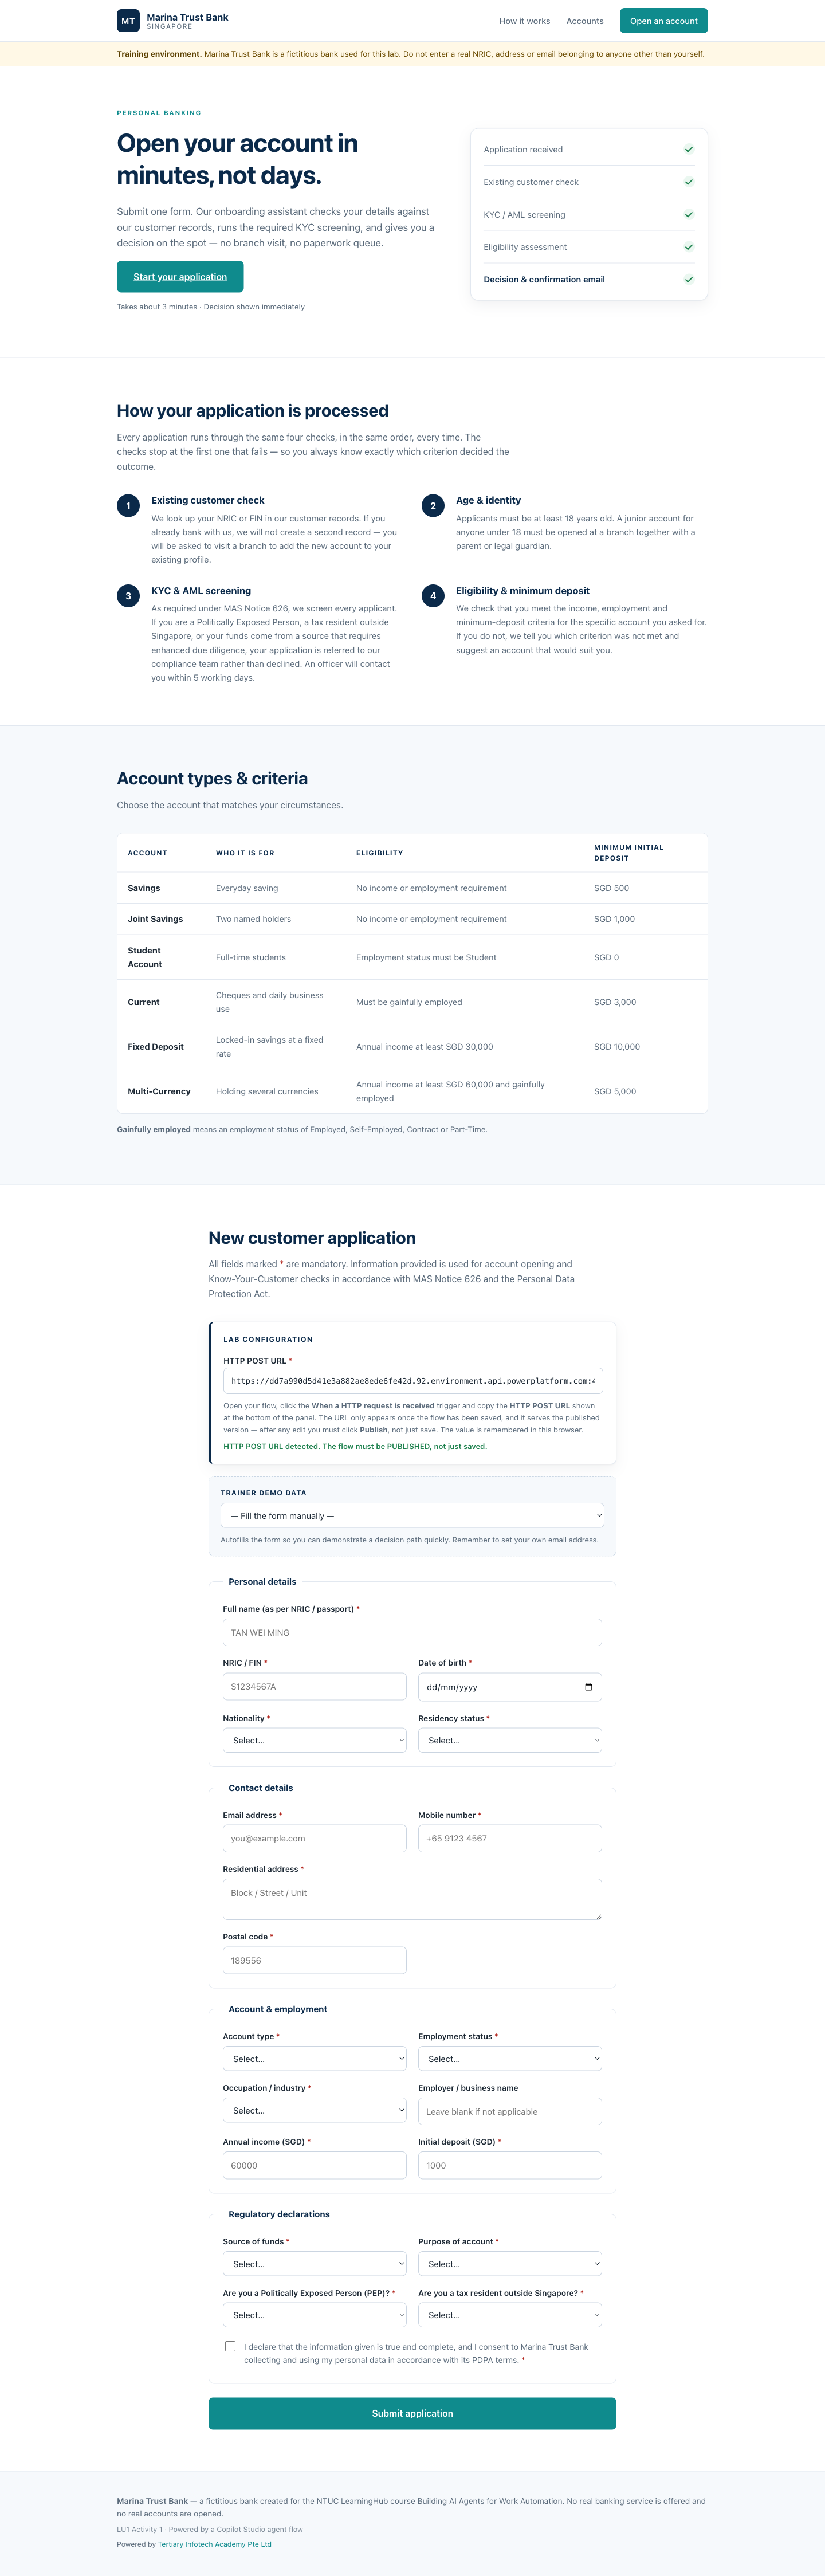 MT
Marina Trust Bank
SINGAPORE
How it works
Accounts
Open an account
Training environment. Marina Trust Bank is a fictitious bank used for this lab. Do not enter a real NRIC, address or email belonging to anyone other than yourself.
PERSONAL BANKING
Open your account in
minutes, not days.
Submit one form. Our onboarding assistant checks your details against
our customer records, runs the required KYC screening, and gives you a
decision on the spot — no branch visit, no paperwork queue.
Start your application
Takes about 3 minutes · Decision shown immediately
Application received
Existing customer check
KYC / AML screening
Eligibility assessment
Decision & confirmation email
How your application is processed
Every application runs through the same four checks, in the same order, every time. The
checks stop at the first one that fails — so you always know exactly which criterion decided the
outcome.
1
Existing customer check
We look up your NRIC or FIN in our customer records. If you
already bank with us, we will not create a second record — you
will be asked to visit a branch to add the new account to your
existing profile.
2
Age & identity
Applicants must be at least 18 years old. A junior account for
anyone under 18 must be opened at a branch together with a
parent or legal guardian.
3
KYC & AML screening
As required under MAS Notice 626, we screen every applicant.
If you are a Politically Exposed Person, a tax resident outside
Singapore, or your funds come from a source that requires
enhanced due diligence, your application is referred to our
compliance team rather than declined. An officer will contact
you within 5 working days.
4
Eligibility & minimum deposit
We check that you meet the income, employment and
minimum-deposit criteria for the specific account you asked for.
If you do not, we tell you which criterion was not met and
suggest an account that would suit you.
Account types & criteria
Choose the account that matches your circumstances.
ACCOUNT WHO IT IS FOR ELIGIBILITY MINIMUM INITIAL DEPOSIT
Savings Everyday saving No income or employment requirement SGD 500
Joint Savings Two named holders No income or employment requirement SGD 1,000
Student Account Full-time students Employment status must be Student SGD 0
Current Cheques and daily business use Must be gainfully employed SGD 3,000
Fixed Deposit Locked-in savings at a fixed rate Annual income at least SGD 30,000 SGD 10,000
Multi-Currency Holding several currencies Annual income at least SGD 60,000 and gainfully employed SGD 5,000
Gainfully employed means an employment status of Employed, Self-Employed, Contract or Part-Time.
New customer application
All fields marked * are mandatory. Information provided is used for account opening and
Know-Your-Customer checks in accordance with MAS Notice 626 and the Personal Data
Protection Act.
LAB CONFIGURATION
HTTP POST URL *
https://dd7a990d5d41e3a882ae8ede6fe42d.92.environment.api.powerplatform.com:4
Open your flow, click the When a HTTP request is received trigger and copy the HTTP POST URL shown
at the bottom of the panel. The URL only appears once the flow has been saved, and it serves the published
version — after any edit you must click Publish, not just save. The value is remembered in this browser.
HTTP POST URL detected. The flow must be PUBLISHED, not just saved.
TRAINER DEMO DATA
— Fill the form manually —
Autofills the form so you can demonstrate a decision path quickly. Remember to set your own email address.
Personal details
Full name (as per NRIC / passport) *
TAN WEI MING
NRIC / FIN *
S1234567A
Date of birth *
dd/mm/yyyy
Nationality *
Select...
Residency status *
Select...
Contact details
Email address *
you@example.com
Mobile number *
+65 9123 4567
Residential address *
Block / Street / Unit
Postal code *
189556
Account & employment
Account type *
Select...
Employment status *
Select...
Occupation / industry *
Select...
Employer / business name
Leave blank if not applicable
Annual income (SGD) *
60000
Initial deposit (SGD) *
1000
Regulatory declarations
Source of funds *
Select...
Purpose of account *
Select...
Are you a Politically Exposed Person (PEP)? *
Select...
Are you a tax resident outside Singapore? *
Select...
I declare that the information given is true and complete, and I consent to Marina Trust Bank
collecting and using my personal data in accordance with its PDPA terms. *
Submit application
Marina Trust Bank — a fictitious bank created for the NTUC LearningHub course Building AI Agents for Work Automation. No real banking service is offered and
no real accounts are opened.
LU1 Activity 1 · Powered by a Copilot Studio agent flow
Powered by Tertiary Infotech Academy Pte Ltd